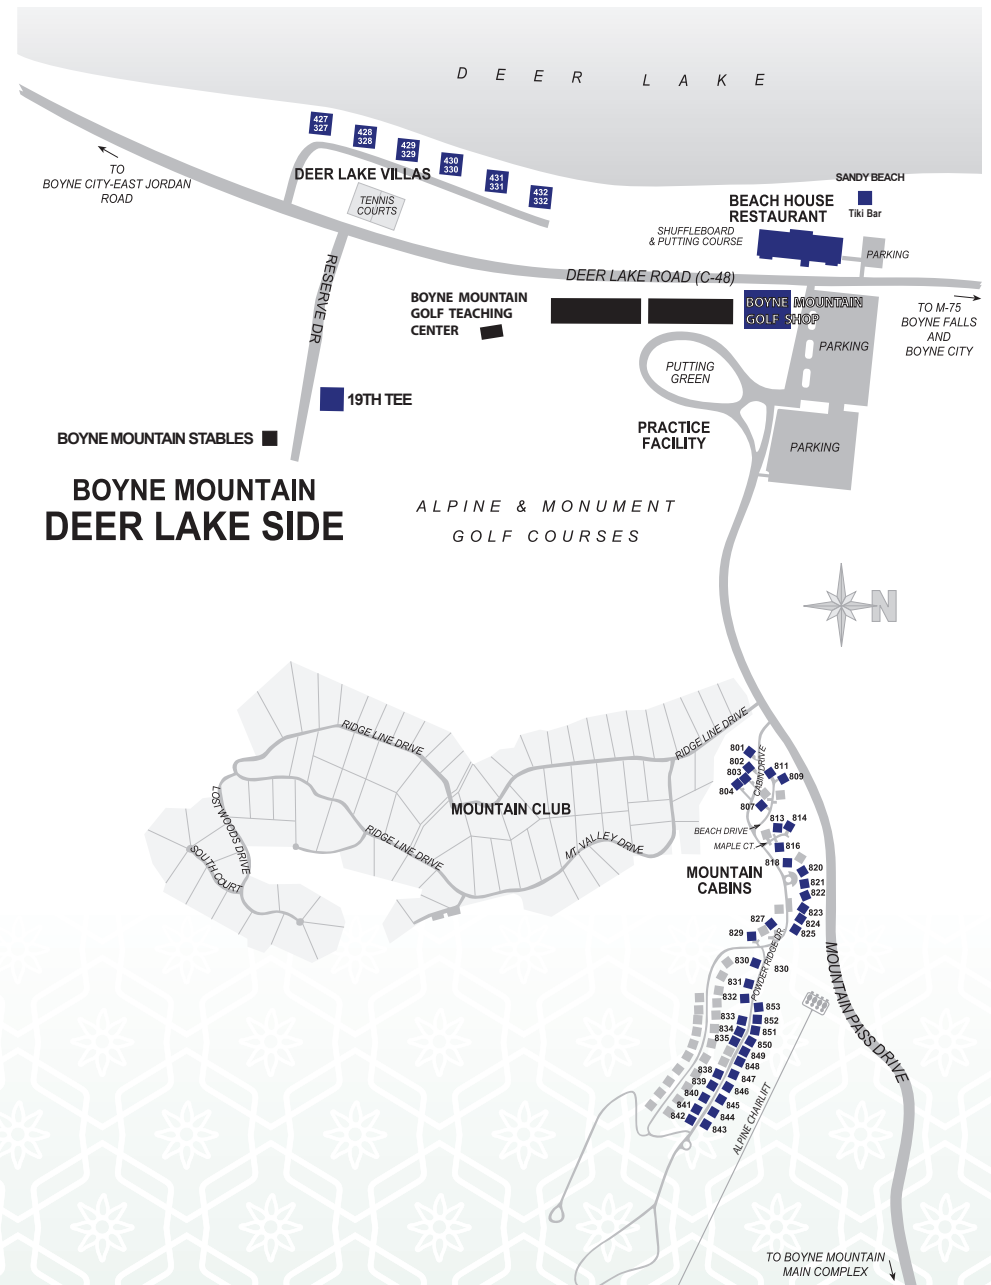 DEER LAKE
427
327
428
328
429
329
430
330
431
331
432
332
TO
BOYNE CITY-EAST JORDAN
ROAD
DEER LAKE VILLAS
TENNIS
COURTS
SANDY BEACH
Tiki Bar
BEACH HOUSE
RESTAURANT
SHUFFLEBOARD
& PUTTING COURSE
PARKING
DEER LAKE ROAD (C-48)
RESERVE DR
BOYNE MOUNTAIN
GOLF TEACHING
CENTER
BOYNE MOUNTAIN
GOLF SHOP
TO M-75
BOYNE FALLS
AND
BOYNE CITY
PARKING
PUTTING
GREEN
19TH TEE
PRACTICE
FACILITY
BOYNE MOUNTAIN STABLES
PARKING
BOYNE MOUNTAIN
DEER LAKE SIDE
ALPINE & MONUMENT
GOLF COURSES
N
RIDGE LINE DRIVE
RIDGE LINE DRIVE
MOUNTAIN CLUB
LOST WOODS DRIVE
SOUTH COURT
RIDGE LINE DRIVE
MT. VALLEY DRIVE
801
802
803
804
807
CABIN DRIVE
811
809
BEACH DRIVE
813
814
MAPLE CT.
816
818
MOUNTAIN
CABINS
820
821
822
823
824
825
827
829
POWDER RIDGE DR.
830
830
831
832
833
834
835
838
839
840
841
842
853
852
851
850
849
848
847
846
845
844
843
MOUNTAIN PASS DRIVE
ALPINE CHAIRLIFT
TO BOYNE MOUNTAIN
MAIN COMPLEX